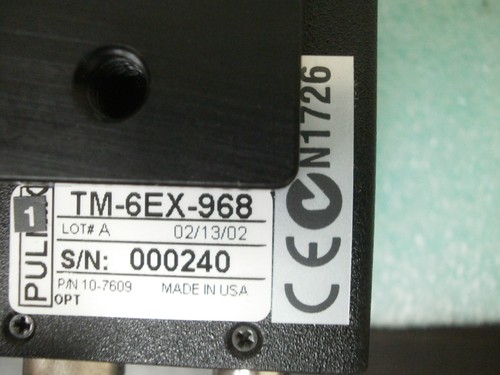 TM-6EX-968
LOT# A 02/13/02
S/N: 000240
P/N 10-7609 MADE IN USA
OPT
1
CE N1726